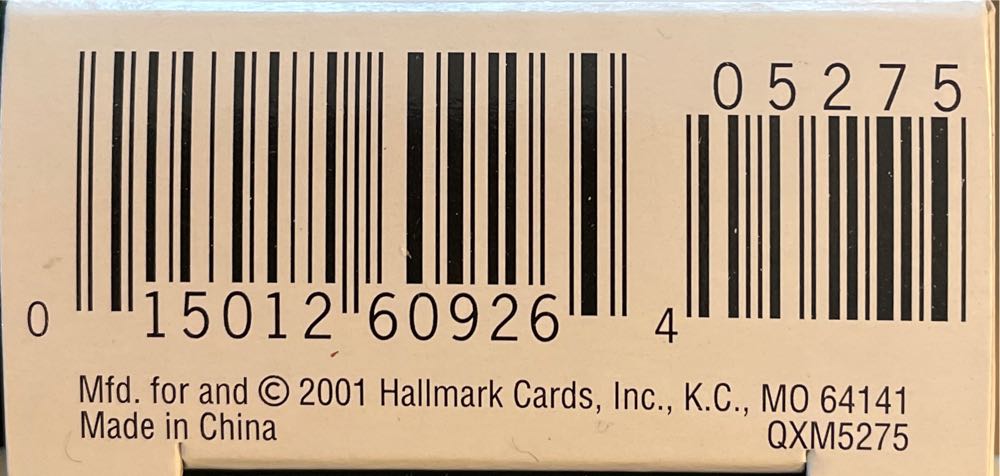 05275
0 15012 60926 4
Mfd. for and © 2001 Hallmark Cards, Inc., K.C., MO 64141
Made in China
QXM5275